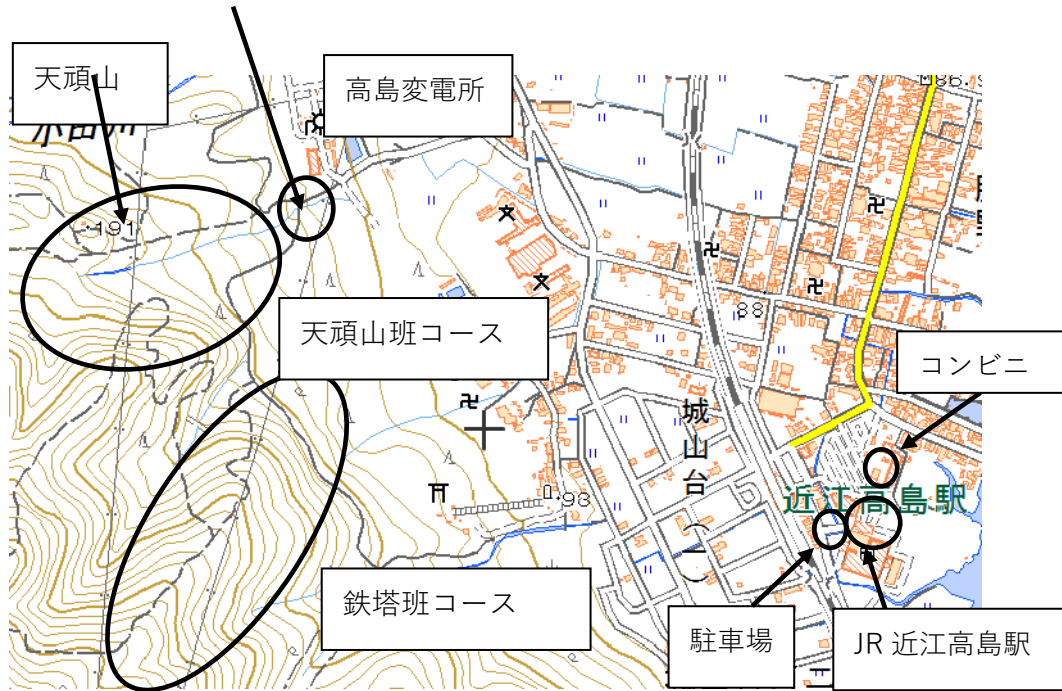 天頑山
高島変電所
191
天頑山班コース
コンビニ
88
城山台
近江高島駅
98
鉄塔班コース
駐車場
JR 近江高島駅